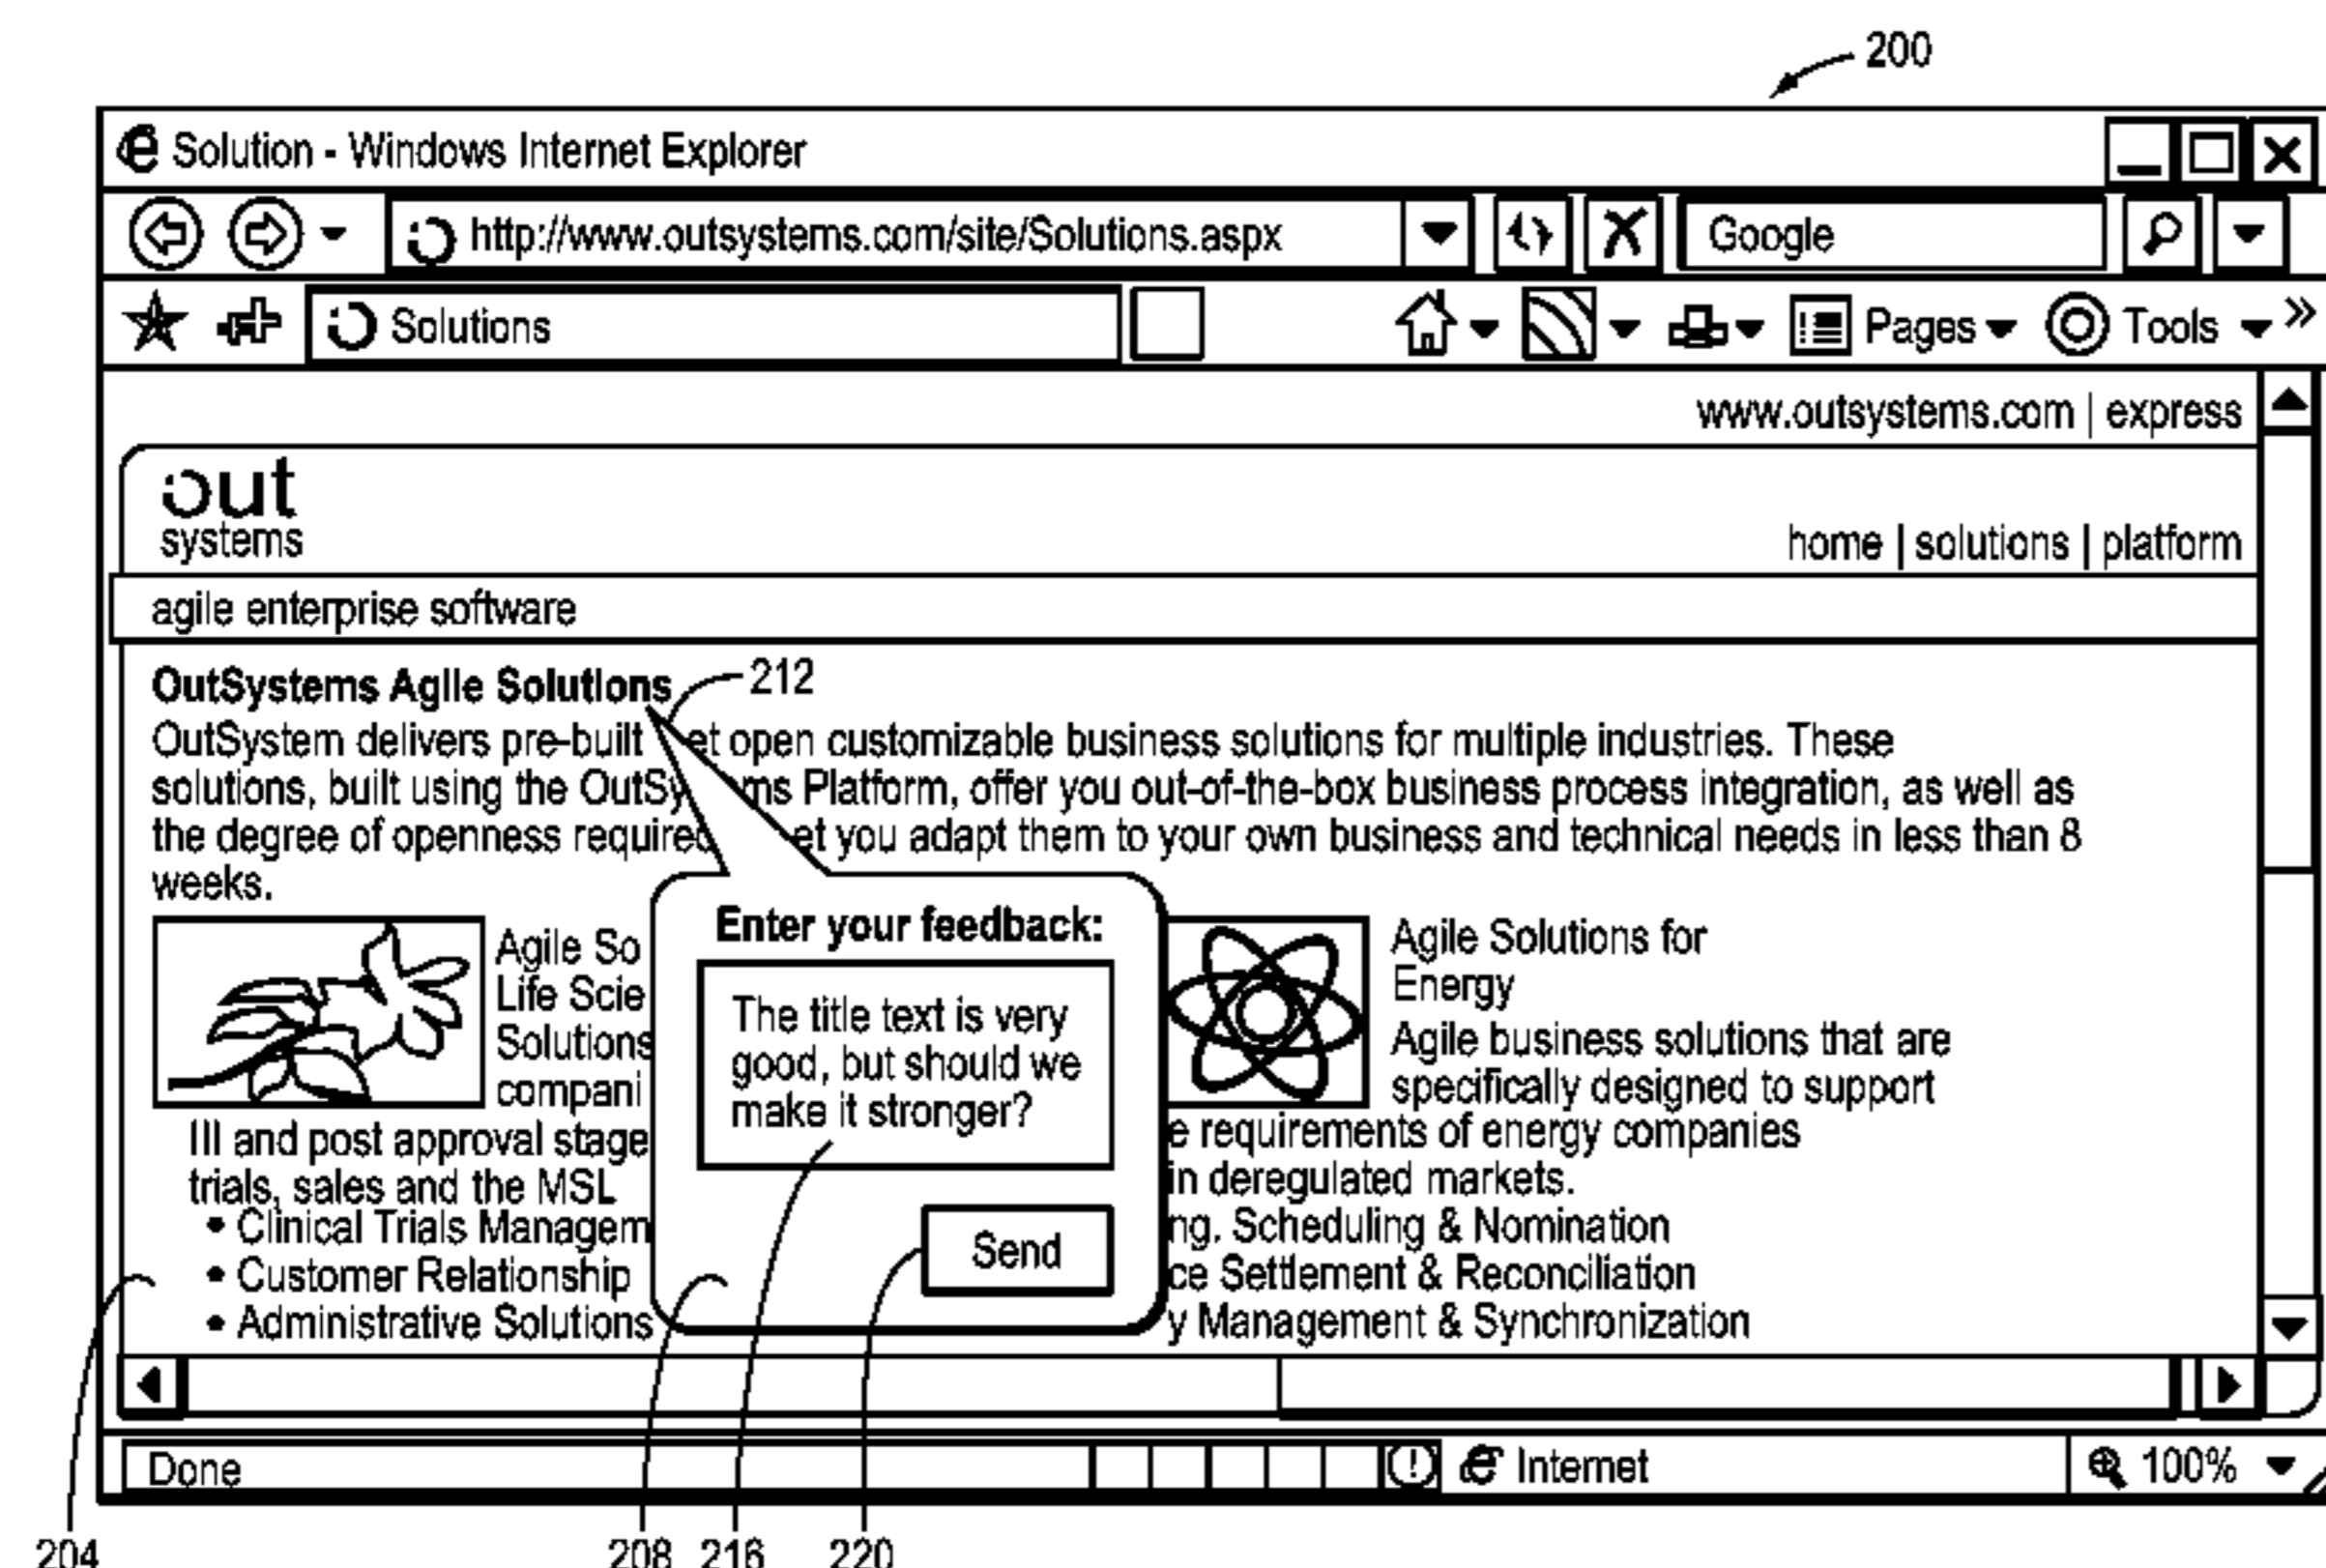 200
Solution - Windows Internet Explorer
http://www.outsystems.com/site/Solutions.aspx
Google
Solutions
Pages
Tools
»
www.outsystems.com | express
out
systems
home | solutions | platform
agile enterprise software
OutSystems Agile Solutions
212
OutSystem delivers pre-built et open customizable business solutions for multiple industries. These
solutions, built using the OutSy ms Platform, offer you out-of-the-box business process integration, as well as
the degree of openness required et you adapt them to your own business and technical needs in less than 8
weeks.
Agile So
Life Scie
Solutions
compani
III and post approval stage
trials, sales and the MSL
• Clinical Trials Managem
• Customer Relationship
• Administrative Solutions
Enter your feedback:
The title text is very
good, but should we
make it stronger?
Send
Agile Solutions for
Energy
Agile business solutions that are
specifically designed to support
e requirements of energy companies
in deregulated markets.
ng. Scheduling & Nomination
ce Settlement & Reconciliation
y Management & Synchronization
Done
Internet
100%
204
208
216
220